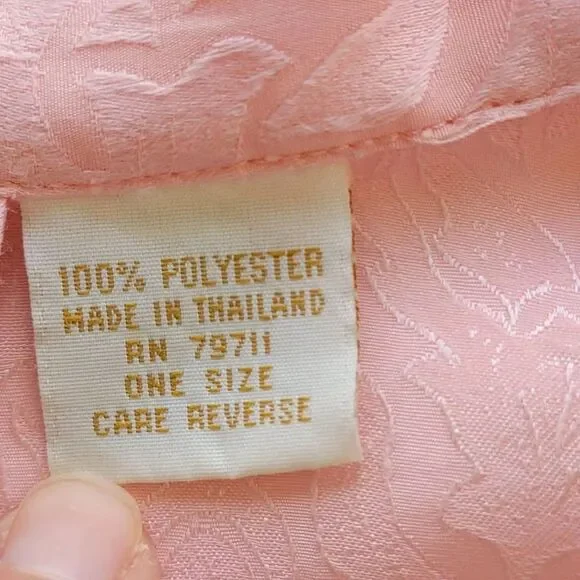 100% POLYESTER
MADE IN THAILAND
RN 79711
ONE SIZE
CARE REVERSE